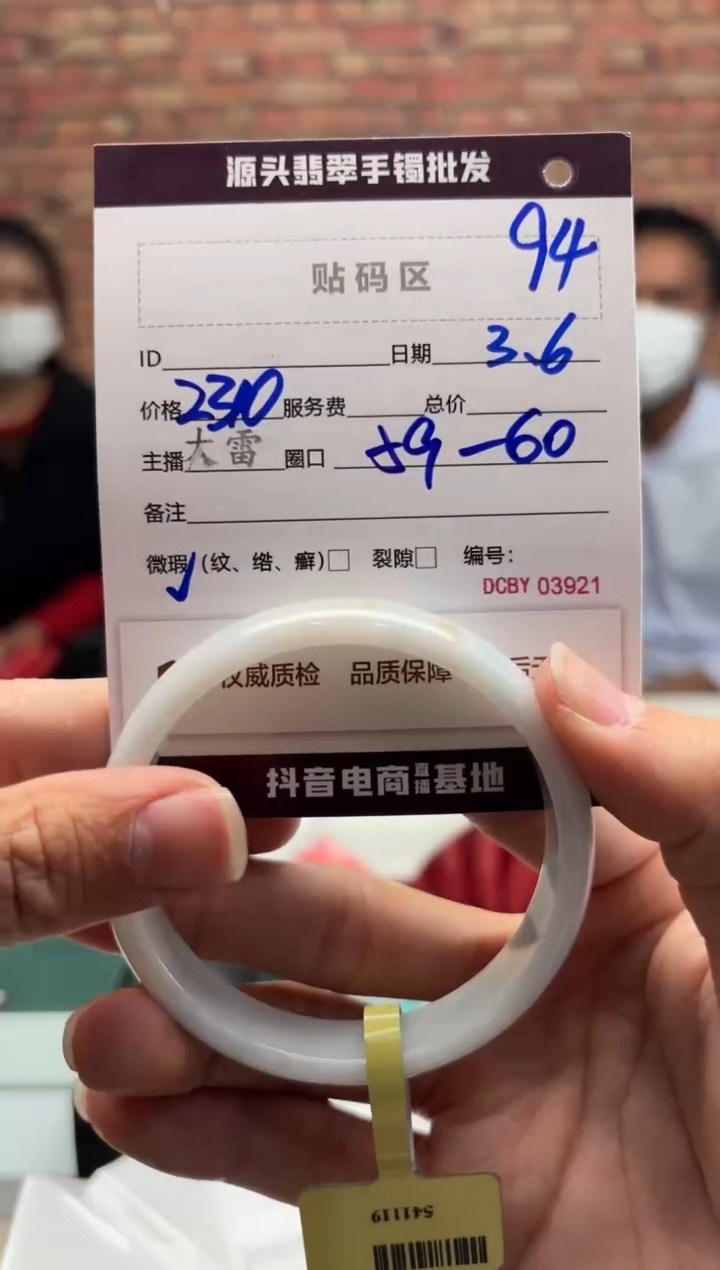 源头翡翠手镯批发
94
贴码区
ID 日期 3.6
价格 2310 服务费 总价
主播 大雷 圈口 59-60
备注
微瑕 √ (纹、绺、癣)□ 裂隙□ 编号:
DCBY 03921
权威质检 品质保障
抖音电商直播基地
541119